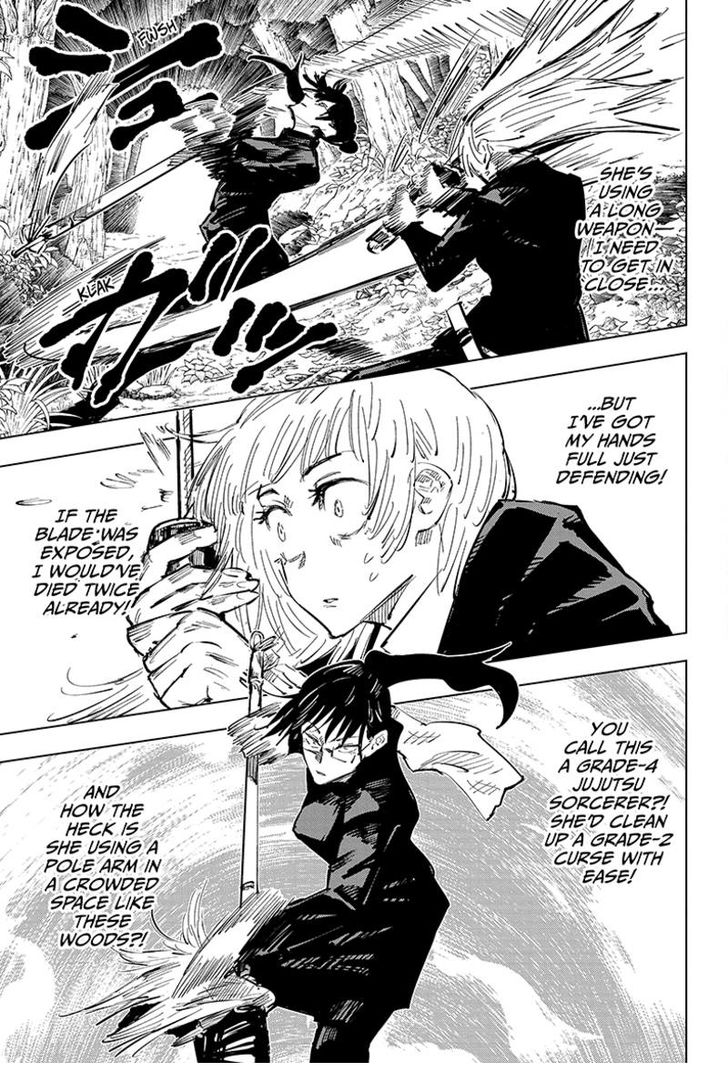 SHE'S
USING
A LONG
WEAPON—
I NEED
TO GET IN
CLOSE...
FWSH
ショ
KLAK
ガッ
...BUT
I'VE GOT
MY HANDS
FULL JUST
DEFENDING!
IF THE
BLADE WAS
EXPOSED,
I WOULD'VE
DIED TWICE
ALREADY!
YOU
CALL THIS
A GRADE-4
JUJUTSU
SORCERER?!
SHE'D CLEAN
UP A GRADE-2
CURSE WITH
EASE!
AND
HOW THE
HECK IS
SHE USING A
POLE ARM IN
A CROWDED
SPACE LIKE
THESE
WOODS?!